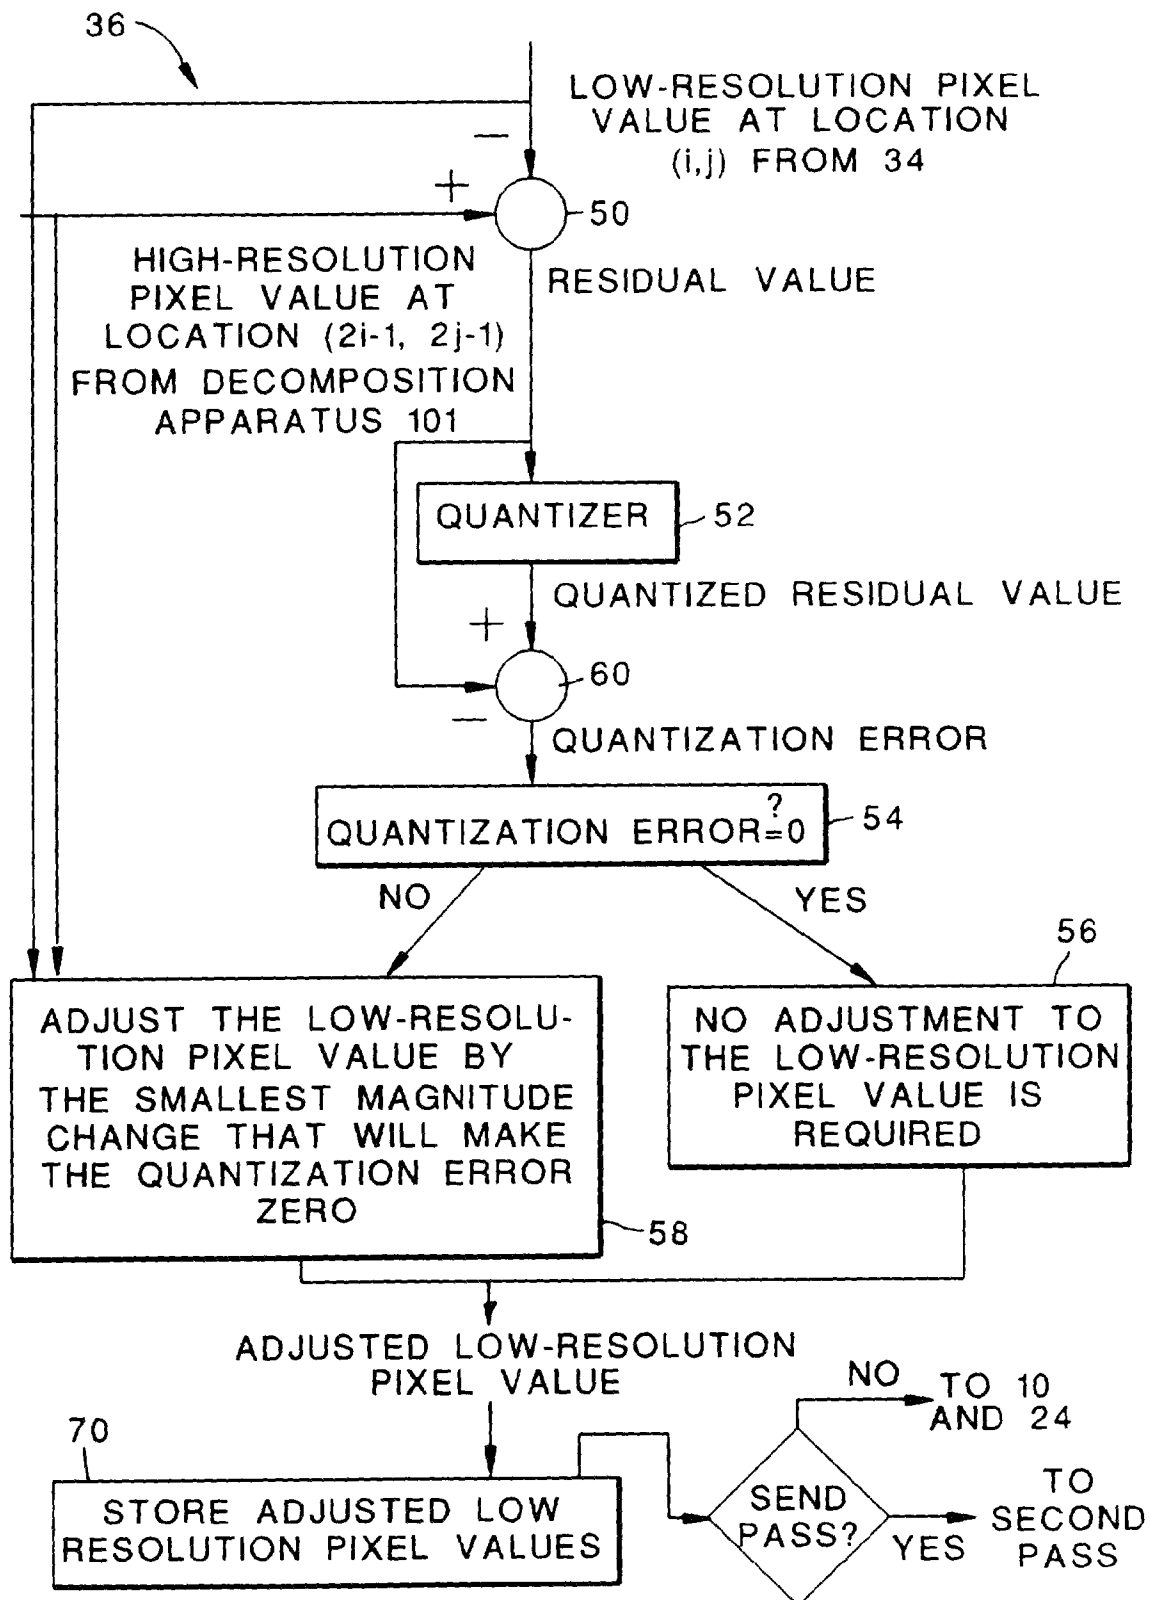 36
LOW-RESOLUTION PIXEL
VALUE AT LOCATION
(i,j) FROM 34
−
+
50
HIGH-RESOLUTION
PIXEL VALUE AT
LOCATION (2i-1, 2j-1)
FROM DECOMPOSITION
APPARATUS 101
RESIDUAL VALUE
QUANTIZER
52
QUANTIZED RESIDUAL VALUE
+
60
−
QUANTIZATION ERROR
?
QUANTIZATION ERROR=0
54
NO
YES
56
ADJUST THE LOW-RESOLU-
TION PIXEL VALUE BY
THE SMALLEST MAGNITUDE
CHANGE THAT WILL MAKE
THE QUANTIZATION ERROR
ZERO
58
NO ADJUSTMENT TO
THE LOW-RESOLUTION
PIXEL VALUE IS
REQUIRED
ADJUSTED LOW-RESOLUTION
PIXEL VALUE
70
STORE ADJUSTED LOW
RESOLUTION PIXEL VALUES
SEND
PASS?
NO
TO 10
AND 24
YES
TO
SECOND
PASS